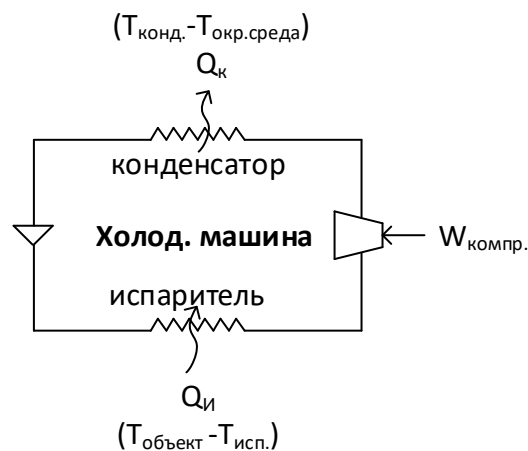 (Tконд.-Tокр.среда)
Qк
конденсатор
Холод. машина
Wкомпр.
испаритель
QИ
(Tобъект -Tисп.)